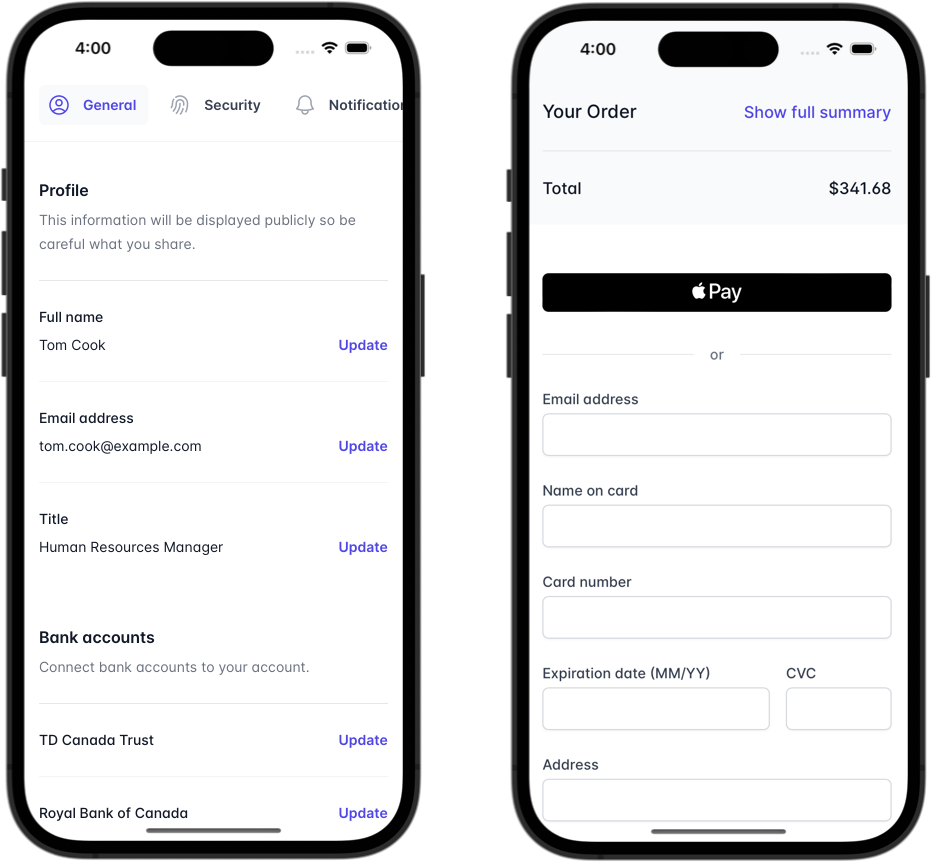 4:00
General
Security
Notification
Profile
This information will be displayed publicly so be
careful what you share.
Full name
Tom Cook
Update
Email address
tom.cook@example.com
Update
Title
Human Resources Manager
Update
Bank accounts
Connect bank accounts to your account.
TD Canada Trust
Update
Royal Bank of Canada
Update
4:00
Your Order
Show full summary
Total
$341.68
Pay
or
Email address
Name on card
Card number
Expiration date (MM/YY)
CVC
Address